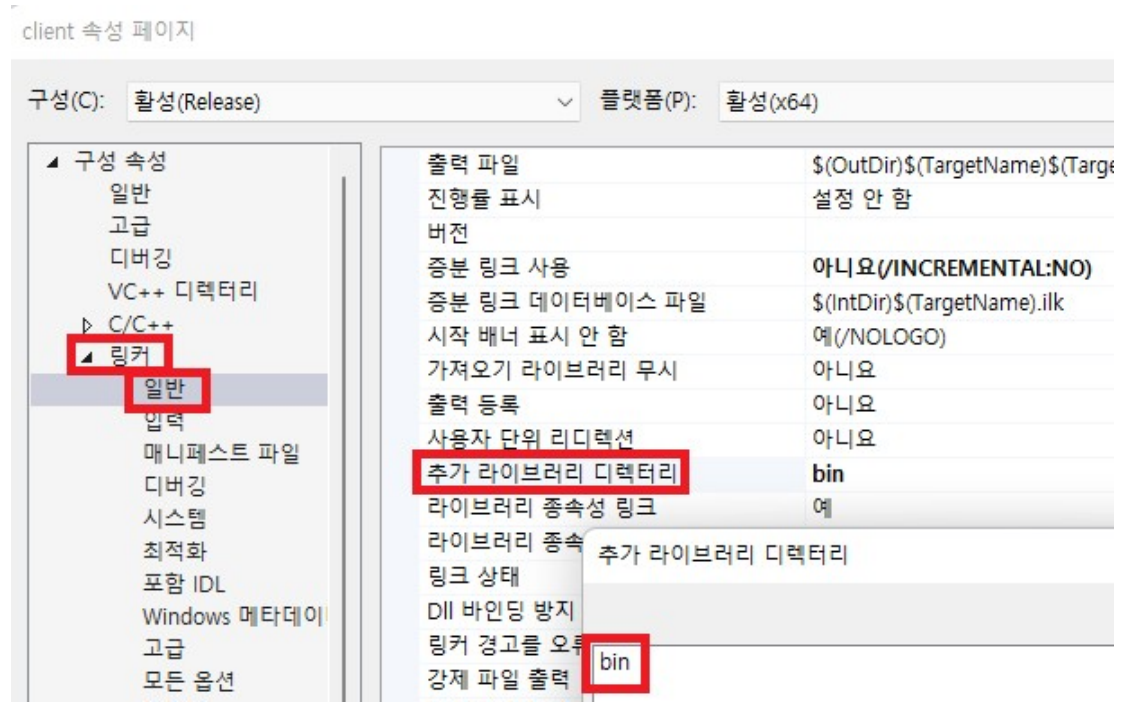 client 속성 페이지
구성(C): 활성(Release) 플랫폼(P): 활성(x64)
구성 속성
일반
고급
디버깅
VC++ 디렉터리
C/C++
링커
일반
입력
매니페스트 파일
디버깅
시스템
최적화
포함 IDL
Windows 메타데이
고급
모든 옵션
출력 파일 $(OutDir)$(TargetName)$(Targe
진행률 표시 설정 안 함
버전
증분 링크 사용 아니요(/INCREMENTAL:NO)
증분 링크 데이터베이스 파일 $(IntDir)$(TargetName).ilk
시작 배너 표시 안 함 예(/NOLOGO)
가져오기 라이브러리 무시 아니요
출력 등록 아니요
사용자 단위 리디렉션 아니요
추가 라이브러리 디렉터리 bin
라이브러리 종속성 링크 예
라이브러리 종속
링크 상태
Dll 바인딩 방지
링커 경고를 오류
강제 파일 출력
추가 라이브러리 디렉터리
bin